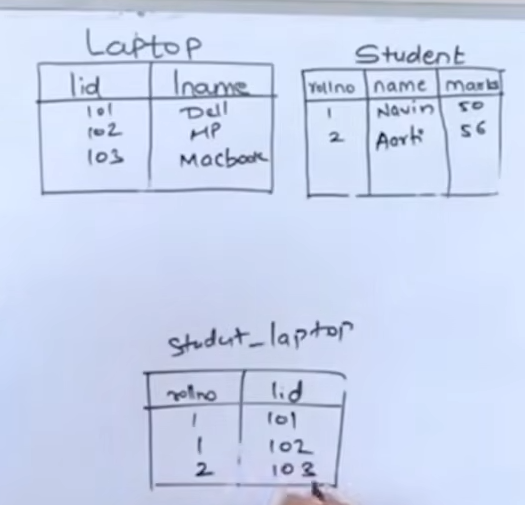 Laptop
lid lname
101 Dell
102 HP
103 Macbook
Student
rollno name marks
1 Navin 50
2 Aarti 56
Studut_laptop
rollno lid
1 101
1 102
2 103